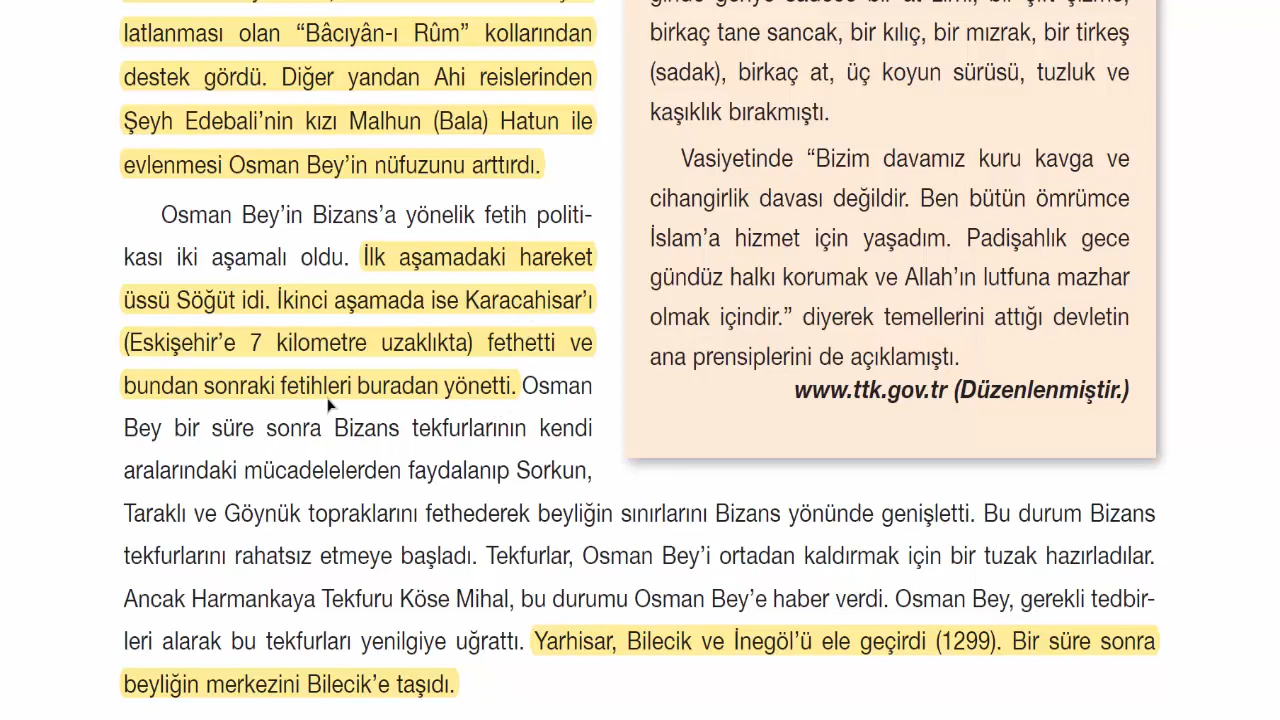 latlanması olan “Bâcıyân-ı Rûm” kollarından
destek gördü. Diğer yandan Ahi reislerinden
Şeyh Edebali’nin kızı Malhun (Bala) Hatun ile
evlenmesi Osman Bey’in nüfuzunu arttırdı.
Osman Bey’in Bizans’a yönelik fetih politi-
kası iki aşamalı oldu. İlk aşamadaki hareket
üssü Söğüt idi. İkinci aşamada ise Karacahisar’ı
(Eskişehir’e 7 kilometre uzaklıkta) fethetti ve
bundan sonraki fetihleri buradan yönetti. Osman
Bey bir süre sonra Bizans tekfurlarının kendi
aralarındaki mücadelelerden faydalanıp Sorkun,
Taraklı ve Göynük topraklarını fethederek beyliğin sınırlarını Bizans yönünde genişletti. Bu durum Bizans
tekfurlarını rahatsız etmeye başladı. Tekfurlar, Osman Bey’i ortadan kaldırmak için bir tuzak hazırladılar.
Ancak Harmankaya Tekfuru Köse Mihal, bu durumu Osman Bey’e haber verdi. Osman Bey, gerekli tedbir-
leri alarak bu tekfurları yenilgiye uğrattı. Yarhisar, Bilecik ve İnegöl’ü ele geçirdi (1299). Bir süre sonra
beyliğin merkezini Bilecik’e taşıdı.
birkaç tane sancak, bir kılıç, bir mızrak, bir tirkeş
(sadak), birkaç at, üç koyun sürüsü, tuzluk ve
kaşıklık bırakmıştı.
Vasiyetinde “Bizim davamız kuru kavga ve
cihangirlik davası değildir. Ben bütün ömrümce
İslam’a hizmet için yaşadım. Padişahlık gece
gündüz halkı korumak ve Allah’ın lutfuna mazhar
olmak içindir.” diyerek temellerini attığı devletin
ana prensiplerini de açıklamıştı.
www.ttk.gov.tr (Düzenlenmiştir.)